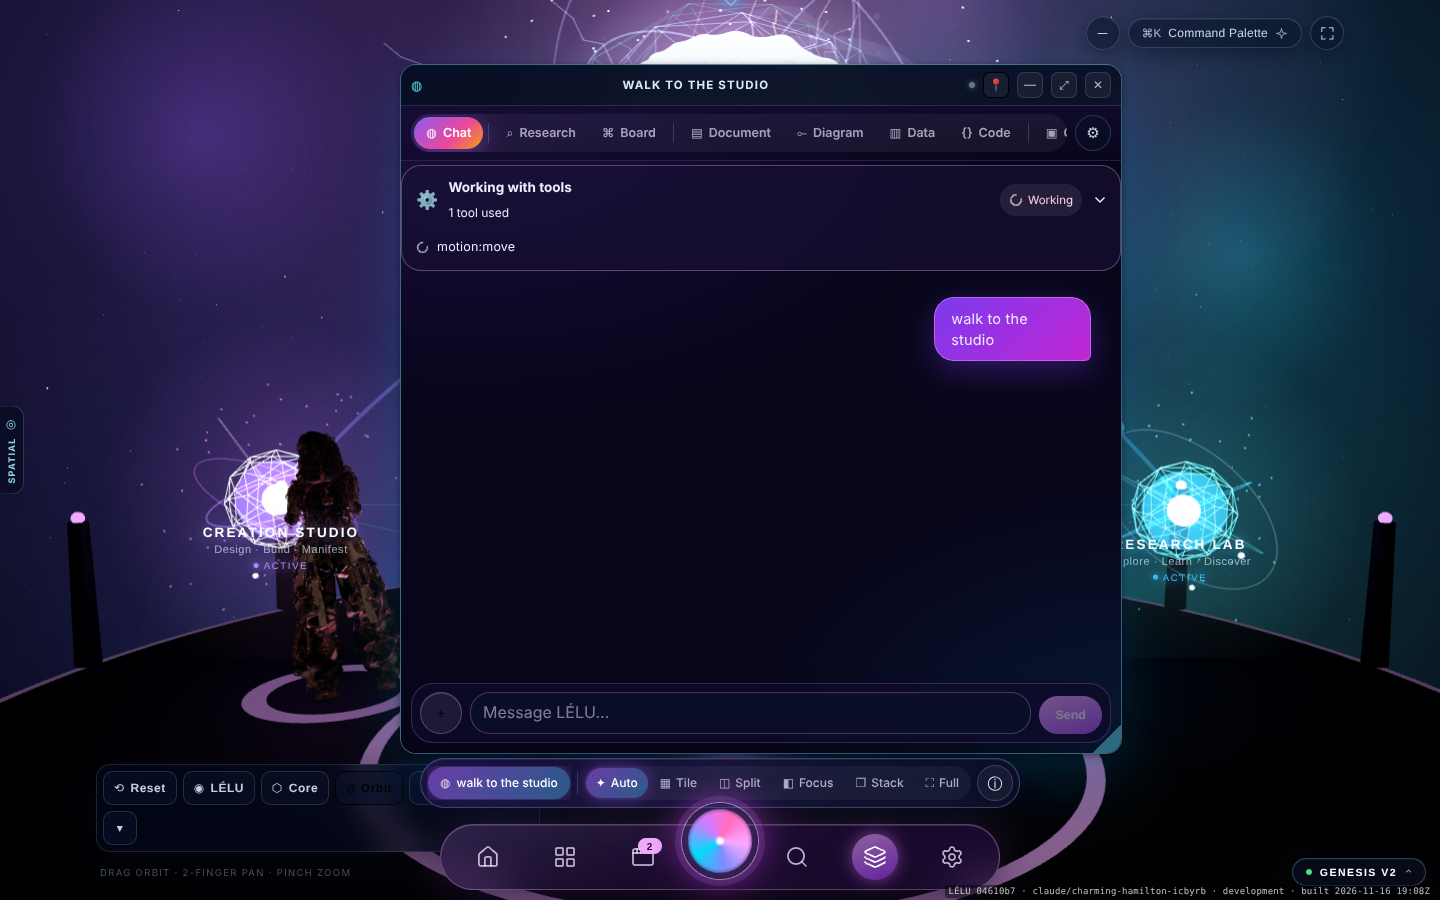 ⌘K Command Palette
WALK TO THE STUDIO
Chat
Research
Board
Document
Diagram
Data
{} Code
Working with tools
1 tool used
Working
motion:move
walk to the
studio
SPATIAL
CREATION STUDIO
Design · Build · Manifest
ACTIVE
ESEARCH LAB
plore · Learn · Discover
ACTIVE
+
Message LÉLU...
Send
Reset
LÉLU
Core
Orbit
walk to the studio
Auto
Tile
Split
Focus
Stack
Full
2
DRAG ORBIT · 2-FINGER PAN · PINCH ZOOM
GENESIS V2
LÉLU 04610b7 · claude/charming-hamilton-icbyrb · development · built 2026-11-16 19:08Z